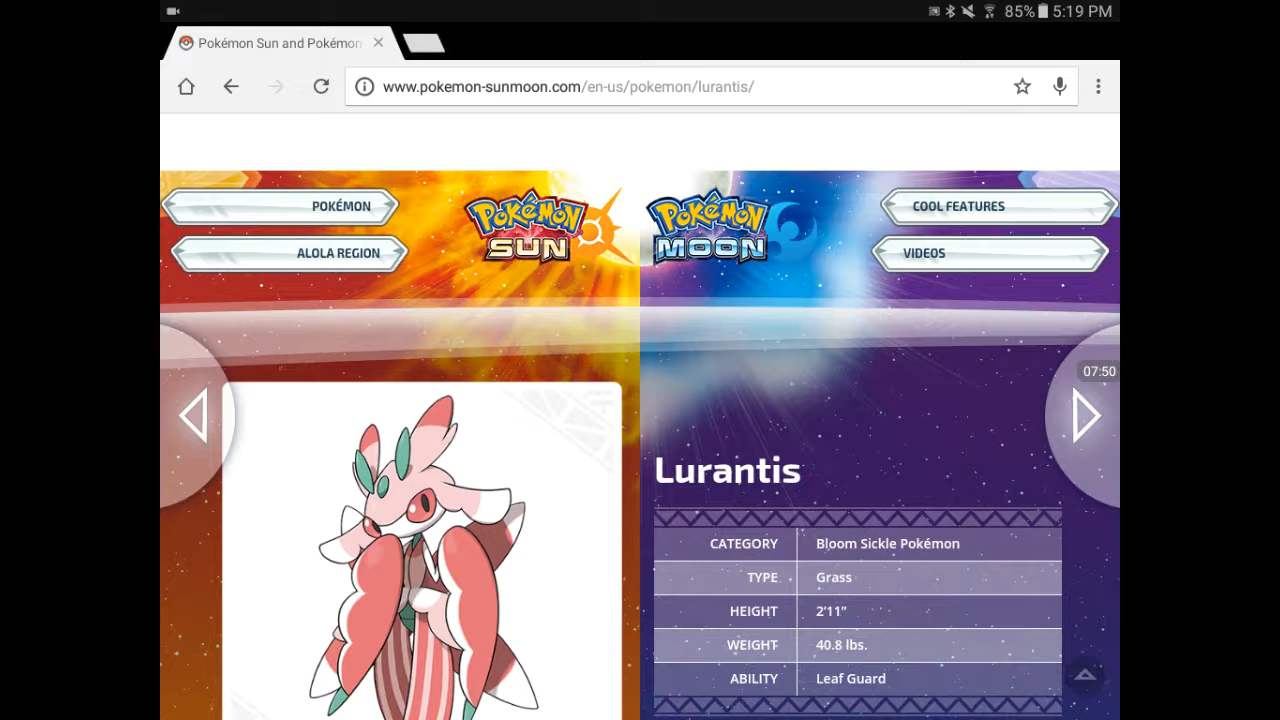 85% 5:19 PM
Pokémon Sun and Pokémon
www.pokemon-sunmoon.com/en-us/pokemon/lurantis/
POKÉMON
ALOLA REGION
Pokémon
SUN
Pokémon
MOON
COOL FEATURES
VIDEOS
07:50
Lurantis
CATEGORY Bloom Sickle Pokémon
TYPE Grass
HEIGHT 2'11"
WEIGHT 40.8 lbs.
ABILITY Leaf Guard